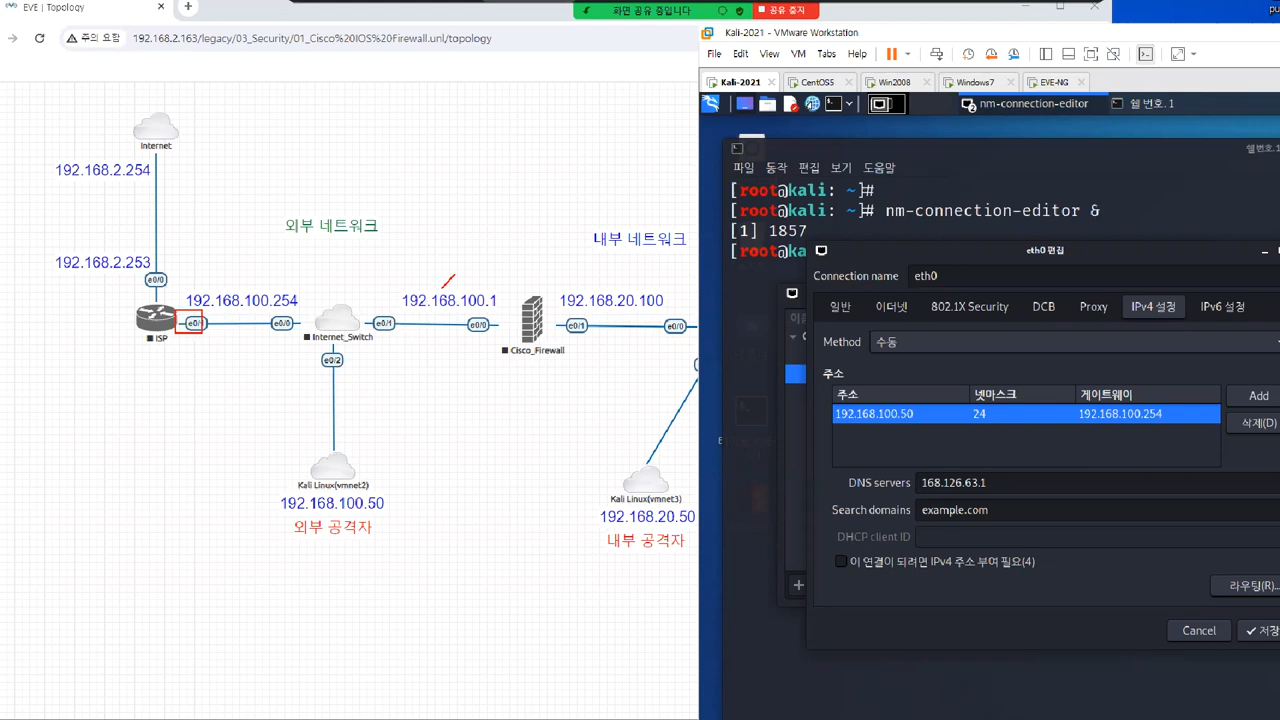 EVE | Topology
화면 공유 중입니다
공유 중지
주의 요함
192.168.2.163/legacy/03_Security/01_Cisco%20IOS%20Firewall.unl/topology
Internet
192.168.2.254
외부 네트워크
내부 네트워크
192.168.2.253
e0/0
192.168.100.254
192.168.100.1
192.168.20.100
e0/1
e0/0
e0/1
e0/0
e0/1
e0/0
ISP
Internet_Switch
Cisco_Firewall
e0/2
Kali Linux(vmnet2)
192.168.100.50
외부 공격자
Kali Linux(vmnet3)
192.168.20.50
내부 공격자
Kali-2021 - VMware Workstation
File Edit View VM Tabs Help
Kali-2021 CentOS5 Win2008 Windows7 EVE-NG
nm-connection-editor 쉘 번호. 1
쉘 번호. 1
파일 동작 편집 보기 도움말
[root@kali: ~]#
[root@kali: ~]# nm-connection-editor &
[1] 1857
[root@ka
eth0 편집
Connection name eth0
일반 이더넷 802.1X Security DCB Proxy IPv4 설정 IPv6 설정
Method 수동
주소
주소 넷마스크 게이트웨이
192.168.100.50 24 192.168.100.254
Add
삭제(D)
DNS servers 168.126.63.1
Search domains example.com
DHCP client ID
이 연결이 되려면 IPv4 주소 부여 필요(4)
라우팅(R)...
Cancel 저장